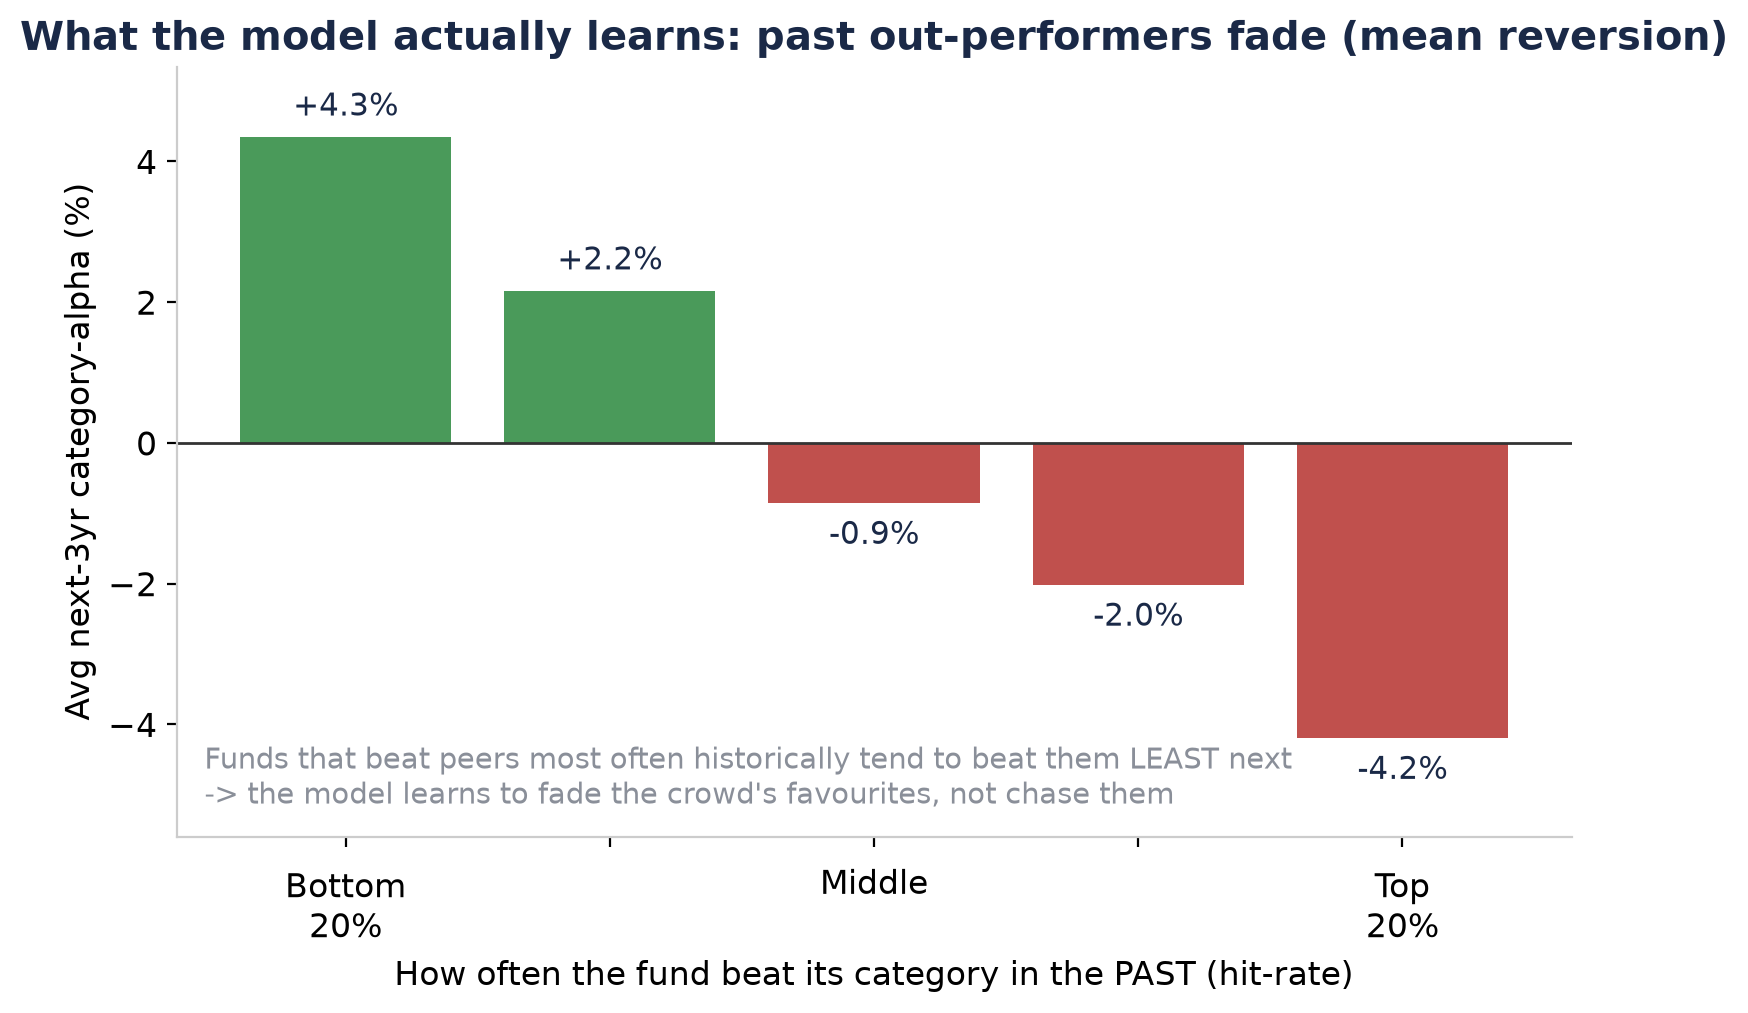 What the model actually learns: past out-performers fade (mean reversion)
+4.3%
+2.2%
-0.9%
-2.0%
-4.2%
4
2
0
−2
−4
Avg next-3yr category-alpha (%)
Funds that beat peers most often historically tend to beat them LEAST next
-> the model learns to fade the crowd's favourites, not chase them
Bottom
20%
Middle
Top
20%
How often the fund beat its category in the PAST (hit-rate)